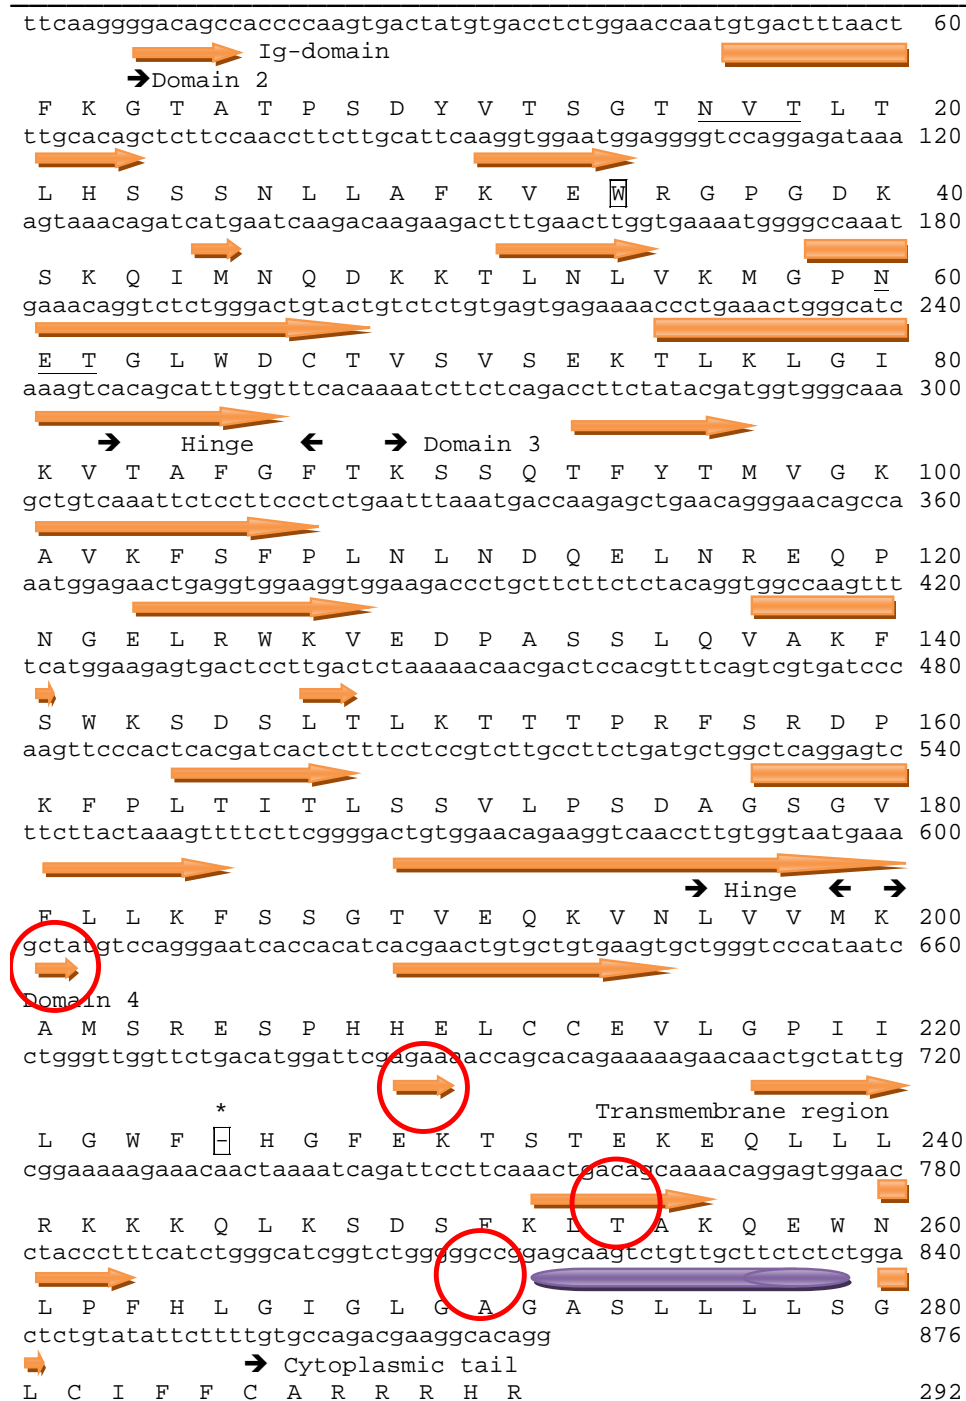 ttcaaggggacagccaccccaagtgactatgtgacctctggaaccaatgtgactttaact 60
Ig-domain
➔Domain 2
F K G T A T P S D Y V T S G T N V T L T 20
ttgcacagctcttccaaccttcttgcattcaaggtggaatggaggggtccaggagataaa 120
L H S S S N L L A F K V E W R G P G D K 40
agtaaacagatcatgaatcaagacaagaagactttgaacttggtgaaaatggggccaaat 180
S K Q I M N Q D K K T L N L V K M G P N 60
gaaacaggtctctgggactgtactgtctctgtgagtgagaaaaccctgaaactgggcatc 240
E T G L W D C T V S V S E K T L K L G I 80
aaagtcacagcatttggtttcacaaaatcttctcagaccttctatacgatggtgggcaaa 300
➔ Hinge ← ➔ Domain 3
K V T A F G F T K S S Q T F Y T M V G K 100
gctgtcaaattctccttccctctgaatttaaatgaccaagagctgaacagggaacagcca 360
A V K F S F P L N L N D Q E L N R E Q P 120
aatggagaactgaggtggaaggtggaagaccctgcttcttctctacaggtggccaagttt 420
N G E L R W K V E D P A S S L Q V A K F 140
tcatggaagagtgactccttgactctaaaaacaacgactccacgtttcagtcgtgatccc 480
S W K S D S L T L K T T T P R F S R D P 160
aagttcccactcacgatcactctttcctccgtcttgccttctgatgctggctcaggagtc 540
K F P L T I T L S S V L P S D A G S G V 180
ttcttactaaagttttcttcggggactgtggaacagaaggtcaaccttgtggtaatgaaa 600
➔ Hinge ← ➔
F L L K F S S G T V E Q K V N L V V M K 200
gctatgtccagggaatcaccacatcacgaactgtgctgtgaagtgctgggtcccataatc 660
Domain 4
A M S R E S P H H E L C C E V L G P I I 220
ctgggttggttctgacatggattcgagaaaaccagcacagaaaaagaacaactgctattg 720
* Transmembrane region
L G W F - H G F E K T S T E K E Q L L L 240
cggaaaaagaaacaactaaaatcagattccttcaaactgacagcaaaacaggagtggaac 780
R K K K Q L K S D S F K L T A K Q E W N 260
ctaccctttcatctgggcatcggtctgggggccggagcaagtctgttgcttctctctgga 840
L P F H L G I G L G A G A S L L L L S G 280
ctctgtatattcttttgtgccagacgaaggcacagg 876
➔ Cytoplasmic tail
L C I F F C A R R R H R 292